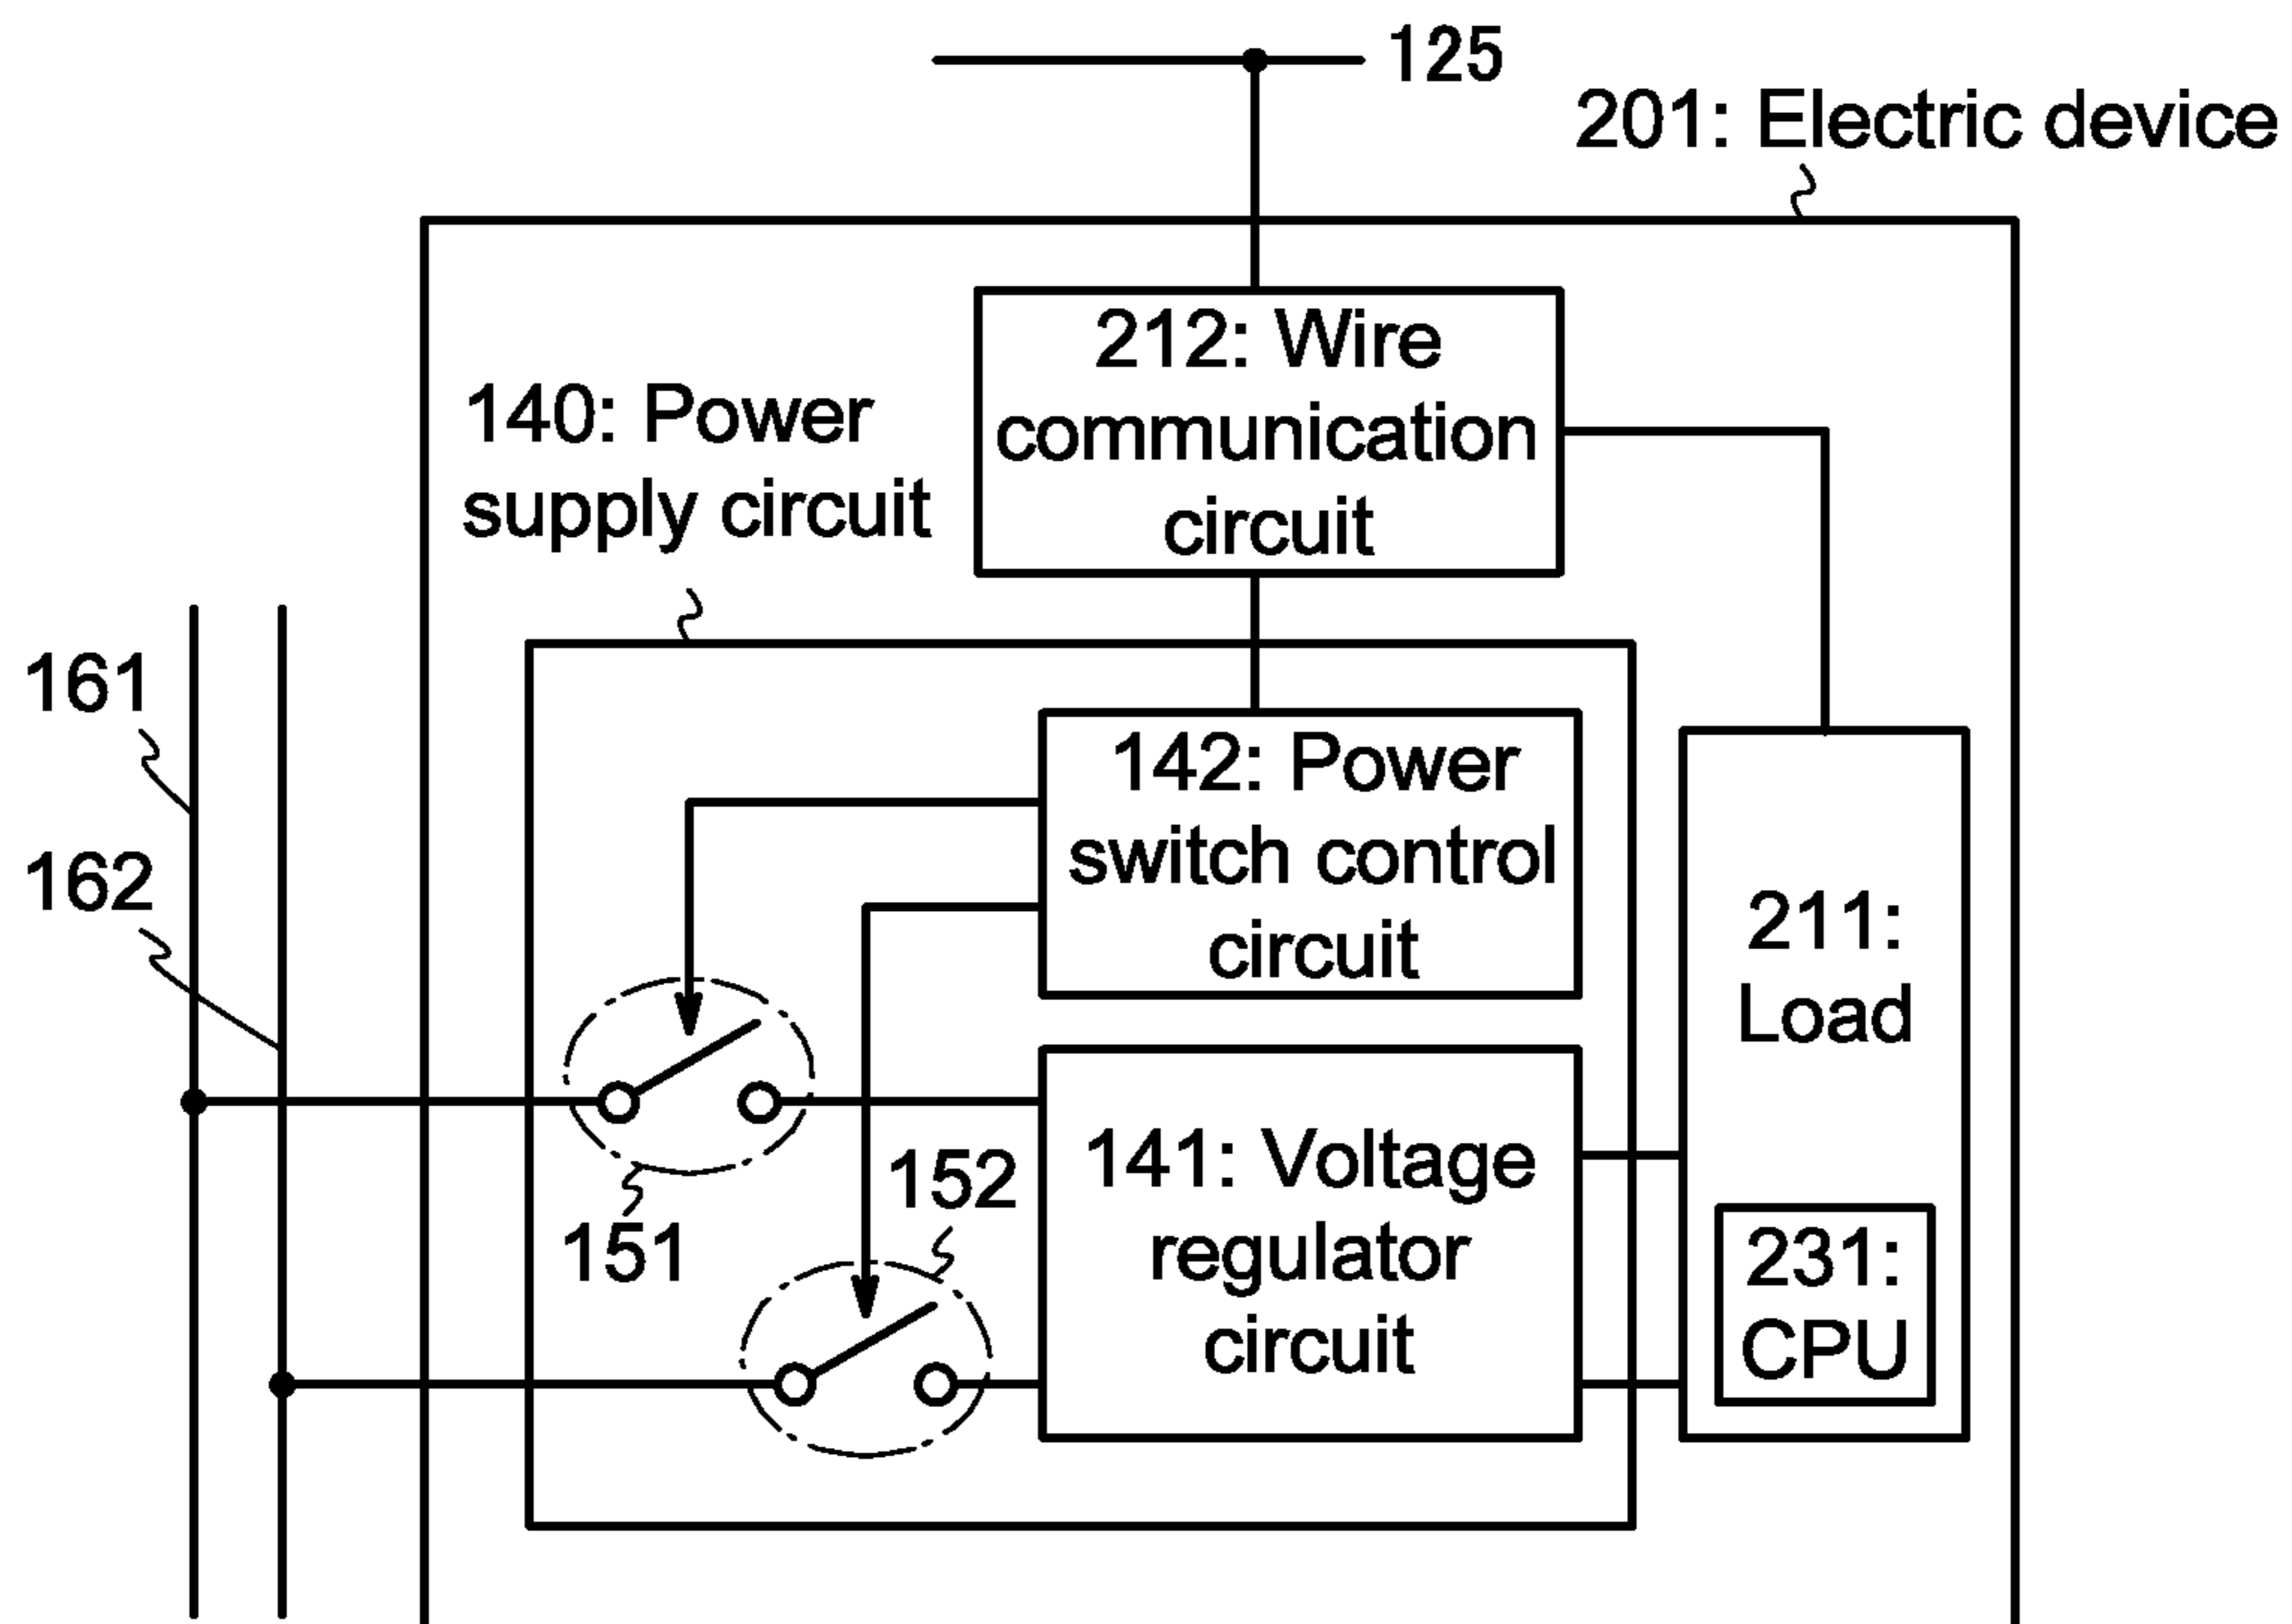 125
201: Electric device
212: Wire
communication
circuit
140: Power
supply circuit
161
162
142: Power
switch control
circuit
211:
Load
151
152
141: Voltage
regulator
circuit
231:
CPU